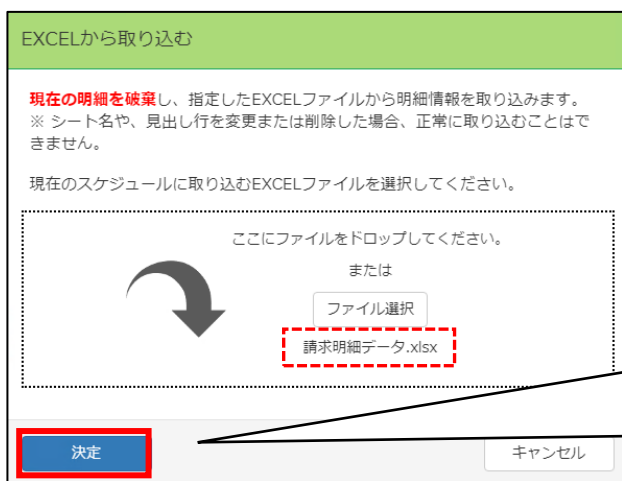 EXCELから取り込む
現在の明細を破棄し、指定したEXCELファイルから明細情報を取り込みます。
※ シート名や、見出し行を変更または削除した場合、正常に取り込むことはで
きません。
現在のスケジュールに取り込むEXCELファイルを選択してください。
ここにファイルをドロップしてください。
または
ファイル選択
請求明細データ.xlsx
決定
キャンセル